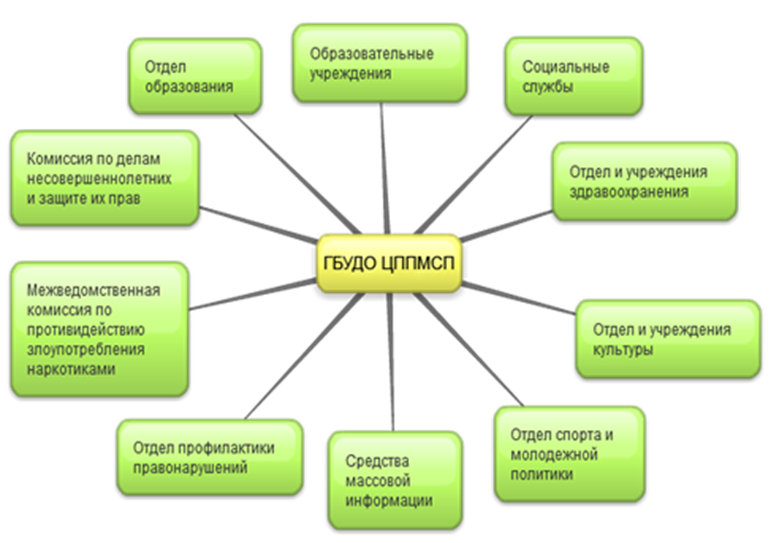 Образовательные
учреждения
Отдел
образования
Социальные
службы
Комиссия по делам
несовершеннолетних
и защите их прав
Отдел и учреждения
здравоохранения
ГБУДО ЦППМСП
Межведомственная
комиссия по
противидействию
злоупотребления
наркотиками
Отдел и учреждения
культуры
Отдел профилактики
правонарушений
Средства
массовой
информации
Отдел спорта и
молодежной
политики